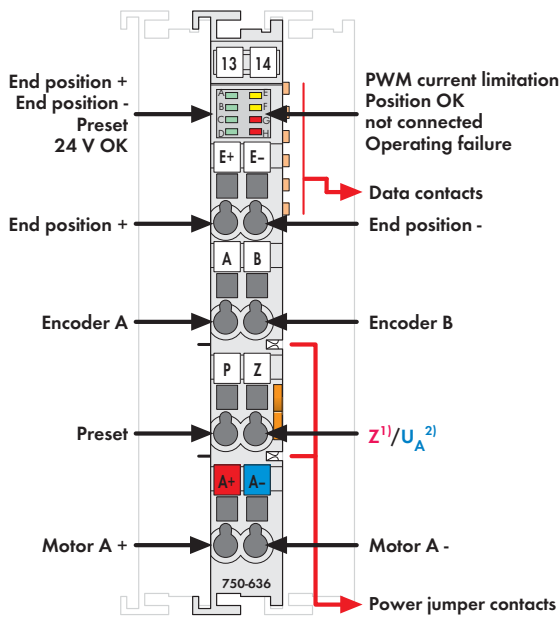 13 14
End position +
End position -
Preset
24 V OK
A E
B F
C G
D H
PWM current limitation
Position OK
not connected
Operating failure
E+ E–
Data contacts
End position +
End position -
A B
Encoder A
Encoder B
P Z
Preset
Z1)/UA2)
A+ A–
Motor A +
Motor A -
750-636
Power jumper contacts